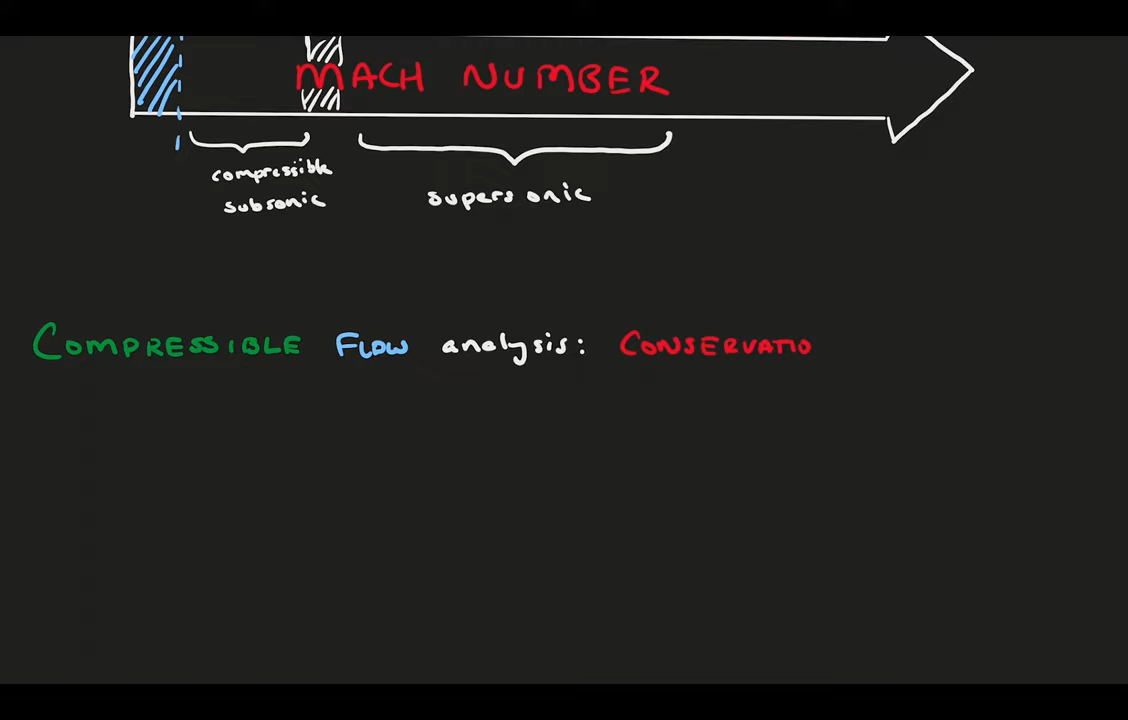 MACH NUMBER
compressible
subsonic
supersonic
COMPRESSIBLE FLOW analysis: CONSERVATIO